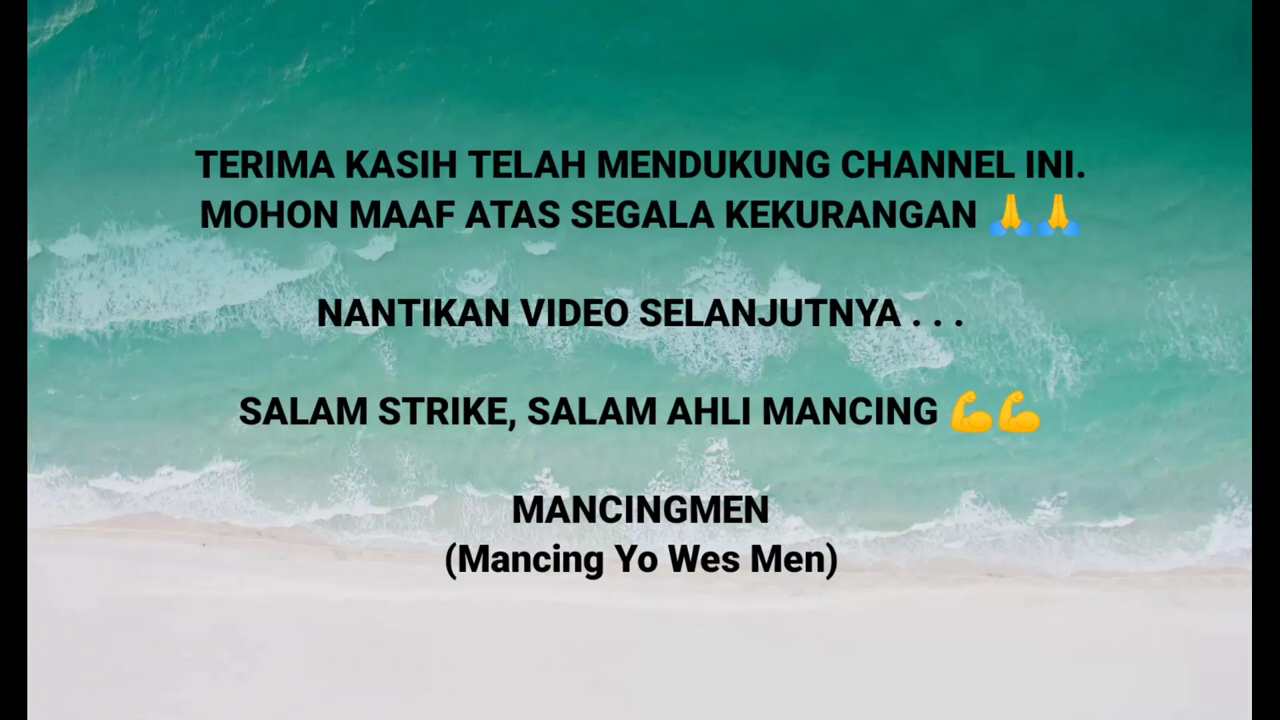 TERIMA KASIH TELAH MENDUKUNG CHANNEL INI.
MOHON MAAF ATAS SEGALA KEKURANGAN 🙏🙏
NANTIKAN VIDEO SELANJUTNYA . . .
SALAM STRIKE, SALAM AHLI MANCING 💪💪
MANCINGMEN
(Mancing Yo Wes Men)